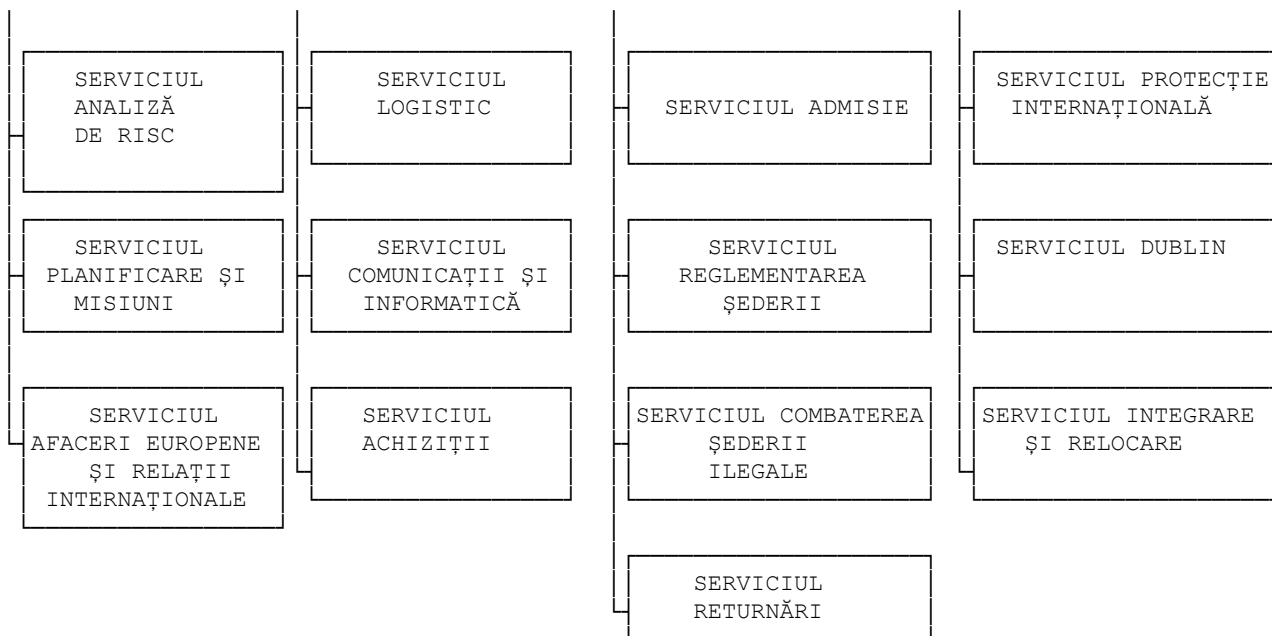 SERVICIUL
ANALIZĂ
DE RISC
SERVICIUL
LOGISTIC
SERVICIUL ADMISIE
SERVICIUL PROTECȚIE
INTERNAȚIONALĂ
SERVICIUL
PLANIFICARE ȘI
MISIUNI
SERVICIUL
COMUNICAȚII ȘI
INFORMATICĂ
SERVICIUL
REGLEMENTAREA
ȘEDERII
SERVICIUL DUBLIN
SERVICIUL
AFACERI EUROPENE
ȘI RELAȚII
INTERNAȚIONALE
SERVICIUL
ACHIZIȚII
SERVICIUL COMBATEREA
ȘEDERII
ILEGALE
SERVICIUL INTEGRARE
ȘI RELOCARE
SERVICIUL
RETURNĂRI